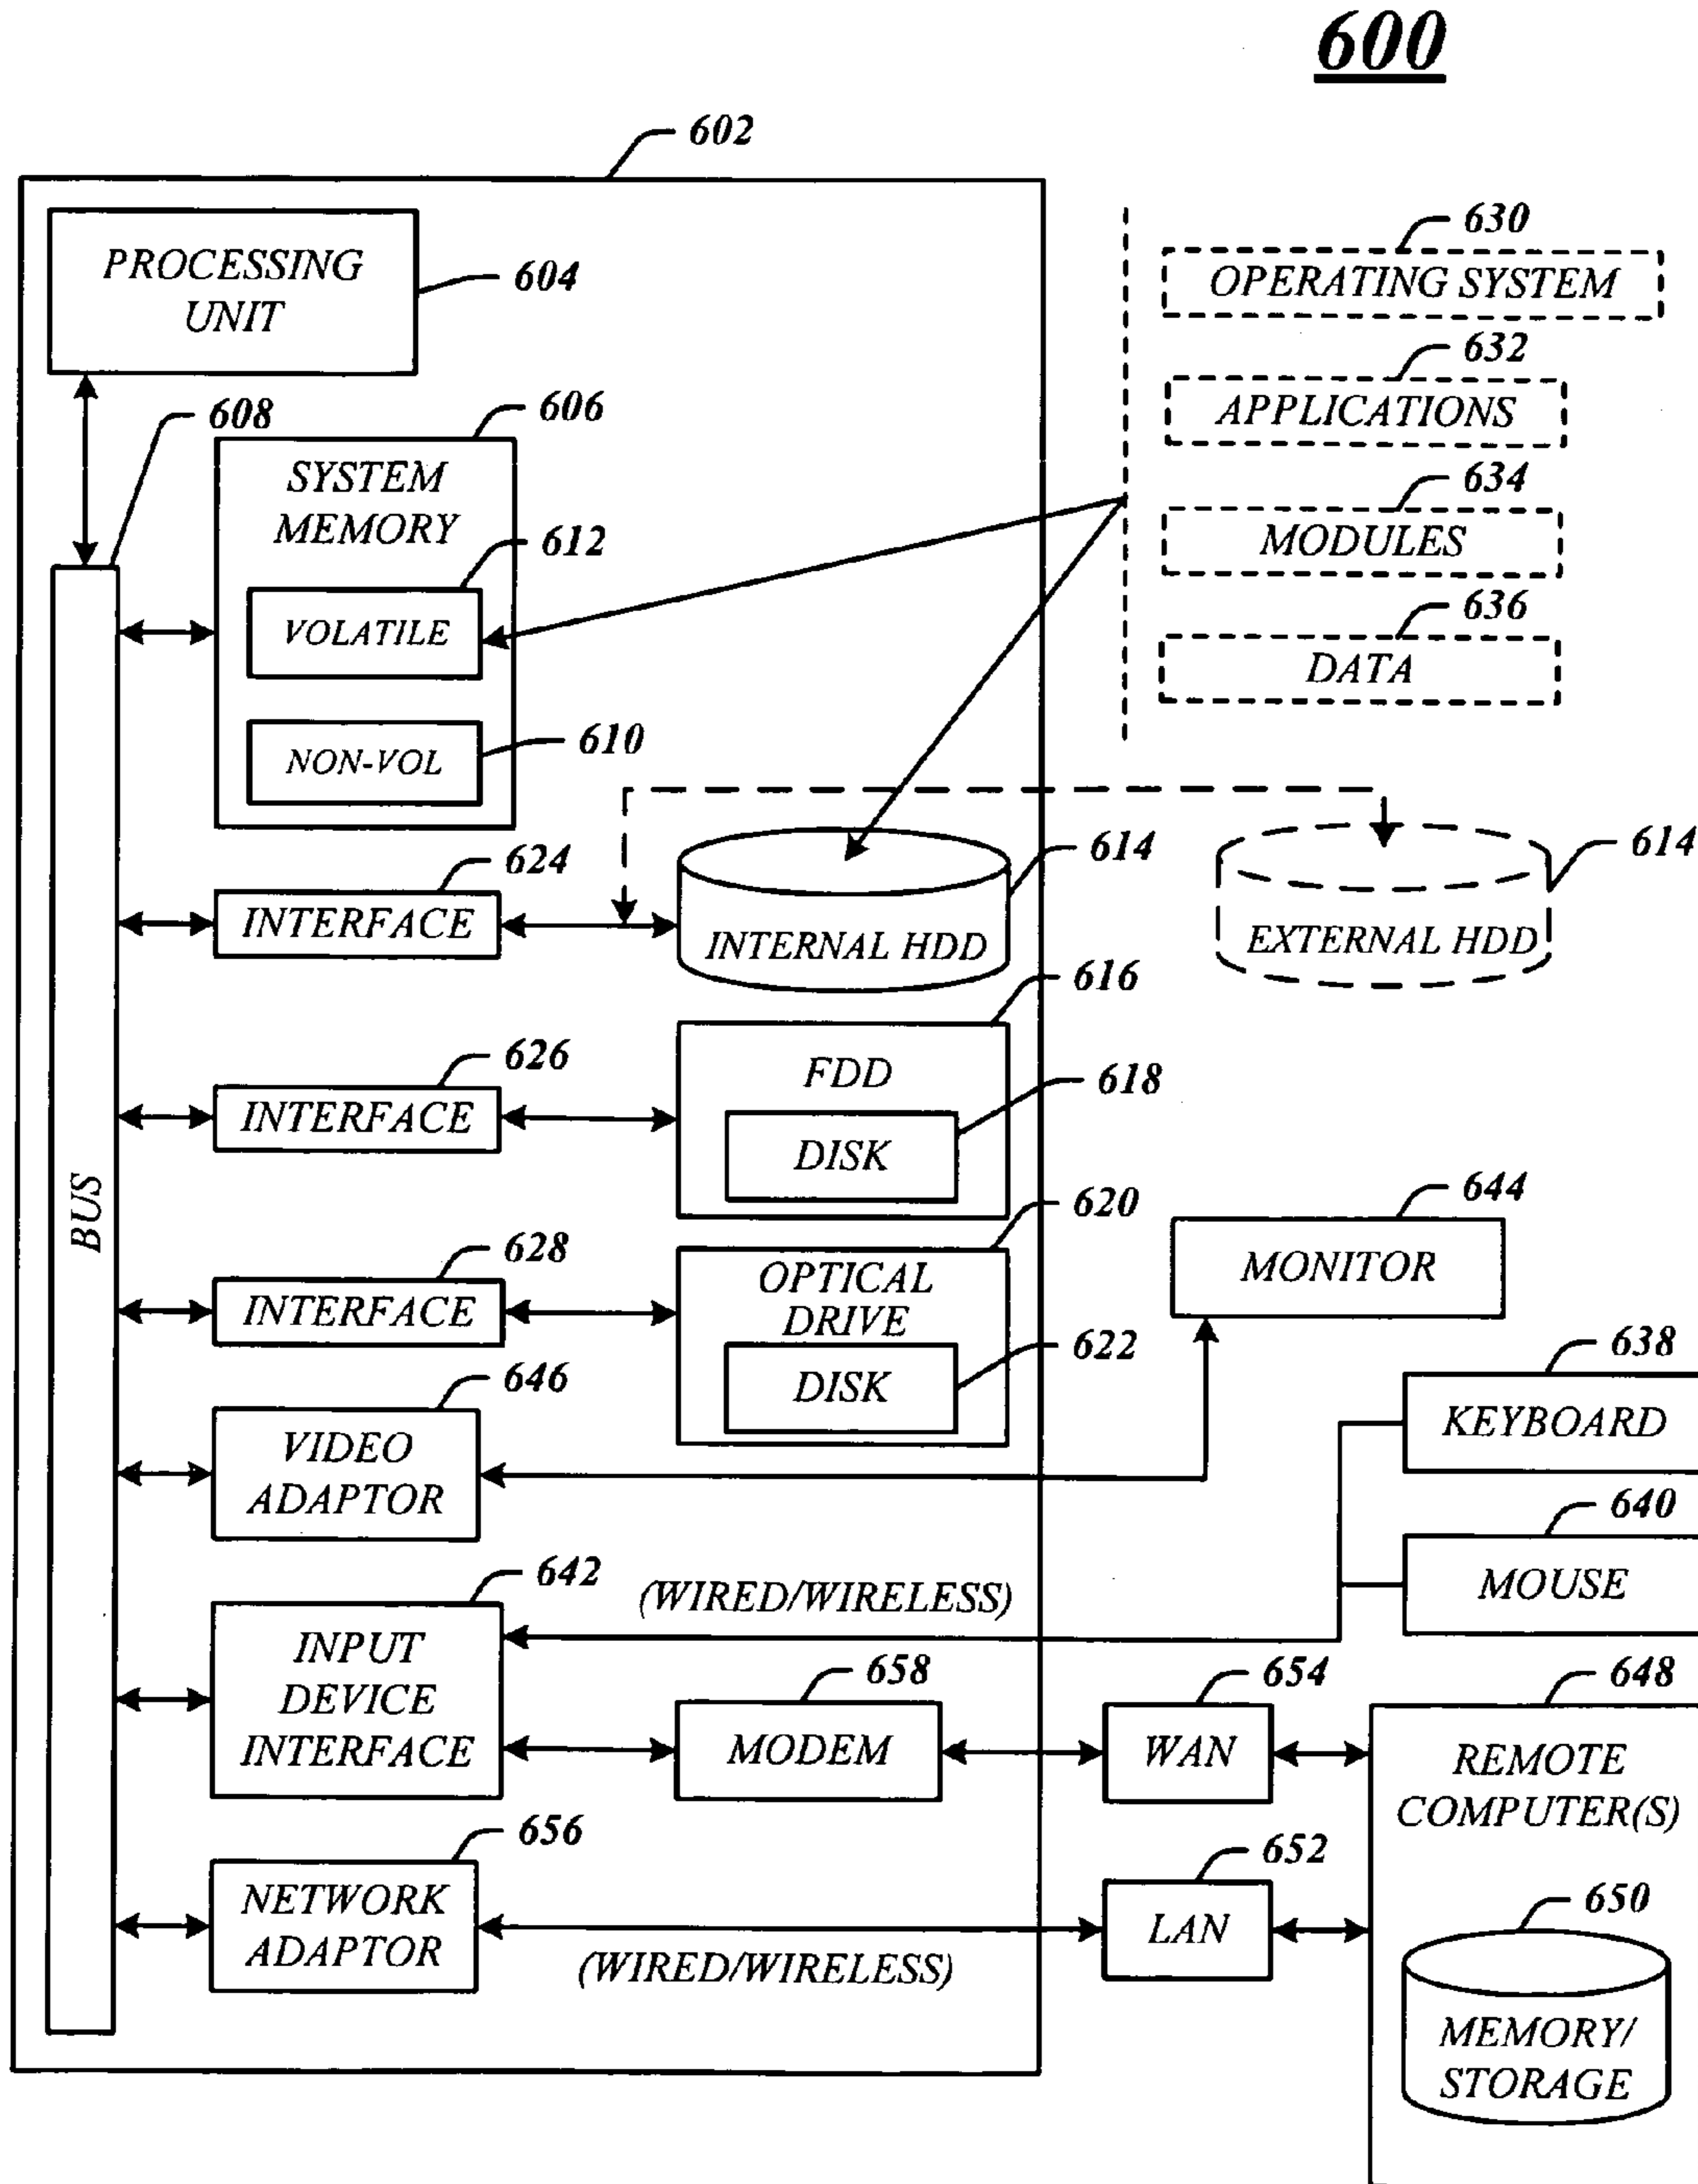 600
602
PROCESSING
UNIT
604
608
606
SYSTEM
MEMORY
612
VOLATILE
NON-VOL
610
630
OPERATING SYSTEM
632
APPLICATIONS
634
MODULES
636
DATA
624
INTERFACE
614
INTERNAL HDD
614
EXTERNAL HDD
616
626
INTERFACE
FDD
618
DISK
BUS
620
628
INTERFACE
OPTICAL
DRIVE
622
DISK
644
MONITOR
646
VIDEO
ADAPTOR
638
KEYBOARD
640
MOUSE
642
(WIRED/WIRELESS)
INPUT
DEVICE
INTERFACE
658
MODEM
654
WAN
648
REMOTE
COMPUTER(S)
656
NETWORK
ADAPTOR
(WIRED/WIRELESS)
652
LAN
650
MEMORY/
STORAGE